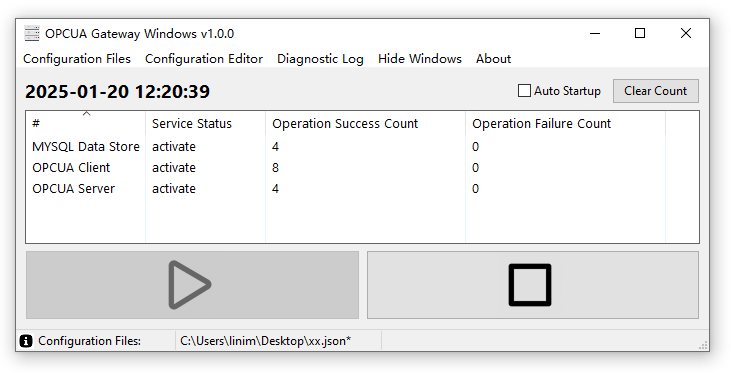 OPCUA Gateway Windows v1.0.0
Configuration Files Configuration Editor Diagnostic Log Hide Windows About
2025-01-20 12:20:39 Auto Startup Clear Count
# Service Status Operation Success Count Operation Failure Count
MYSQL Data Store activate 4 0
OPCUA Client activate 8 0
OPCUA Server activate 4 0
Configuration Files: C:\Users\linim\Desktop\xx.json*